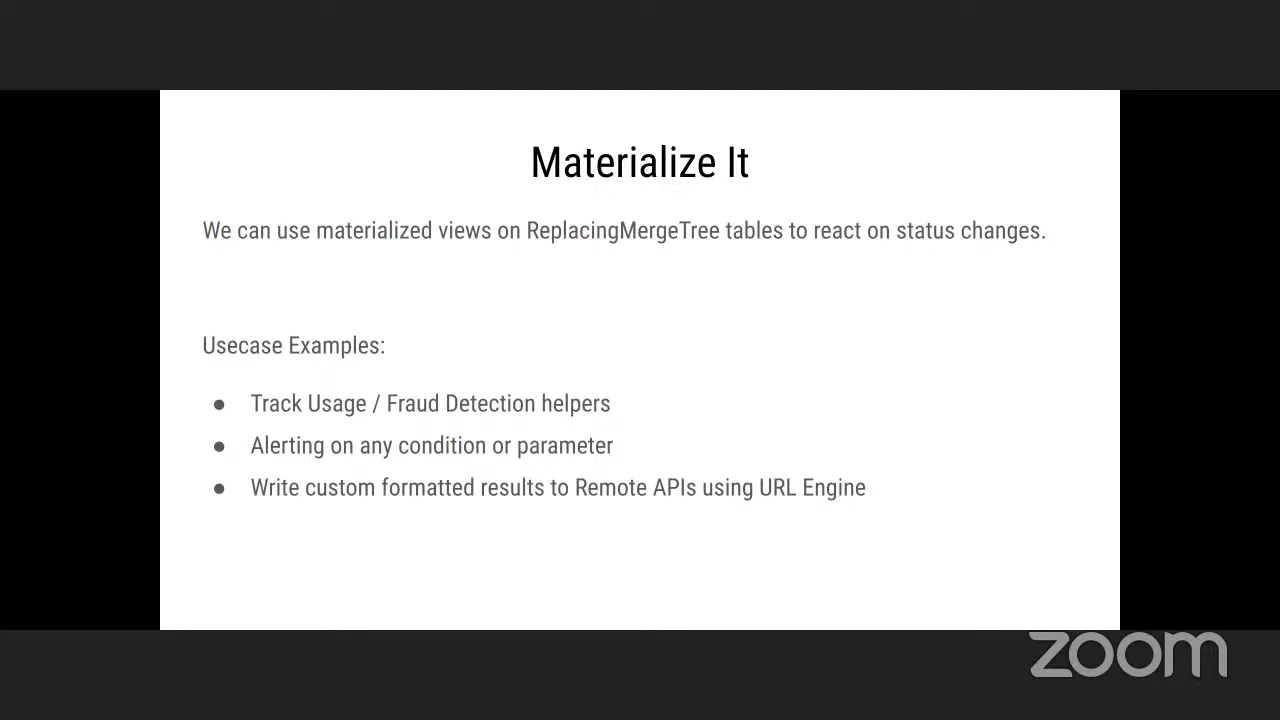 Materialize It
We can use materialized views on ReplacingMergeTree tables to react on status changes.
Usecase Examples:
● Track Usage / Fraud Detection helpers
● Alerting on any condition or parameter
● Write custom formatted results to Remote APIs using URL Engine
zoom